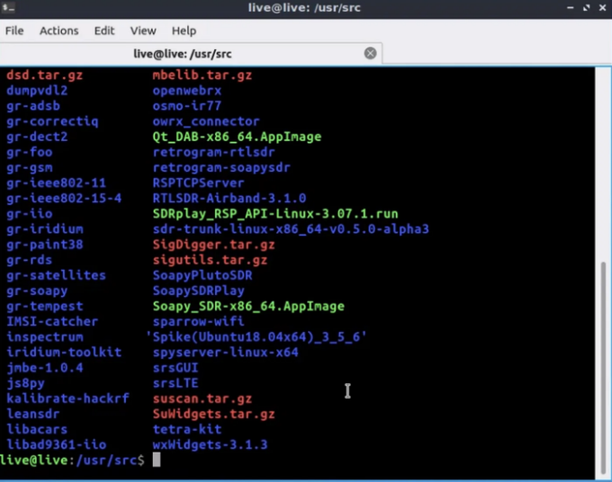 live@live: /usr/src
File Actions Edit View Help
live@live: /usr/src
dsd.tar.gz mbelib.tar.gz
dumpvdl2 openwebrx
gr-adsb osmo-ir77
gr-correctiq owrx_connector
gr-dect2 Qt_DAB-x86_64.AppImage
gr-foo retrogram-rtlsdr
gr-gsm retrogram-soapysdr
gr-ieee802-11 RSPTCPServer
gr-ieee802-15-4 RTLSDR-Airband-3.1.0
gr-iio SDRplay_RSP_API-Linux-3.07.1.run
gr-iridium sdr-trunk-linux-x86_64-v0.5.0-alpha3
gr-paint38 SigDigger.tar.gz
gr-rds sigutils.tar.gz
gr-satellites SoapyPlutoSDR
gr-soapy SoapySDRPlay
gr-tempest Soapy_SDR-x86_64.AppImage
IMSI-catcher sparrow-wifi
inspectrum 'Spike(Ubuntu18.04x64)_3_5_6'
iridium-toolkit spyserver-linux-x64
jmbe-1.0.4 srsGUI
js8py srsLTE
kalibrate-hackrf suscan.tar.gz
leansdr SuWidgets.tar.gz
libacars tetra-kit
libad9361-iio wxWidgets-3.1.3
live@live:/usr/src$